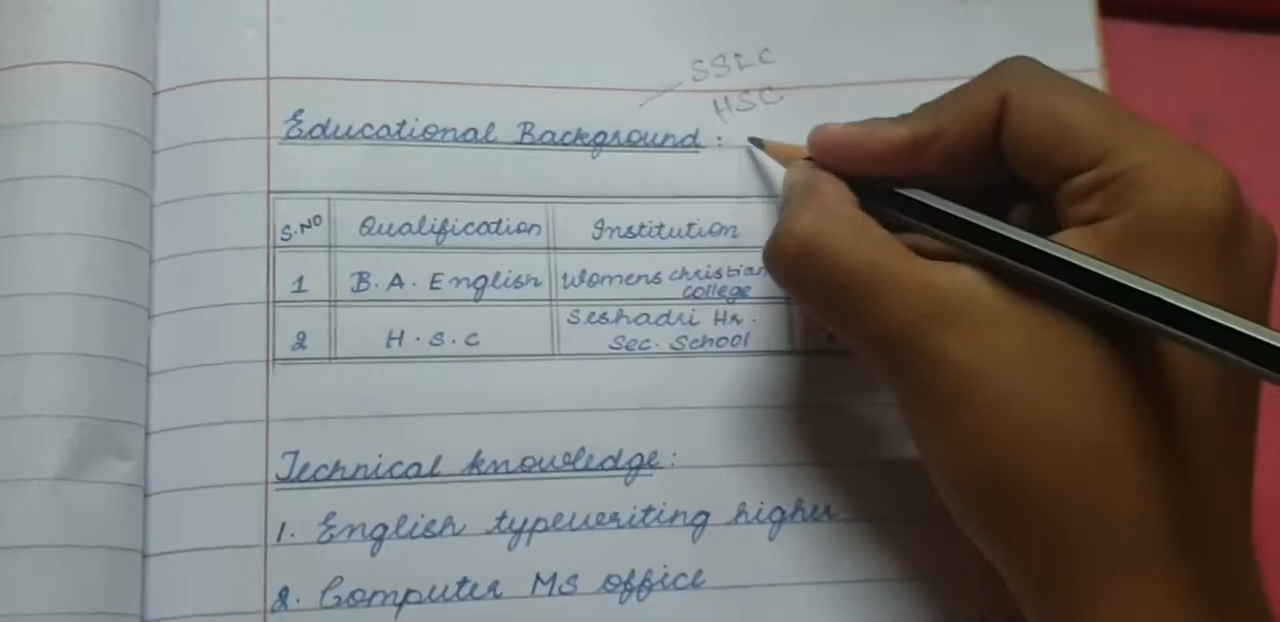 SSLC
HSC
Educational Background :
S.NO Qualification Institution
1 B.A. English Womens christian college
2 H.S.C Seshadri Hr. Sec. School
Technical knowledge:
1. English typewriting higher
2. Computer MS office